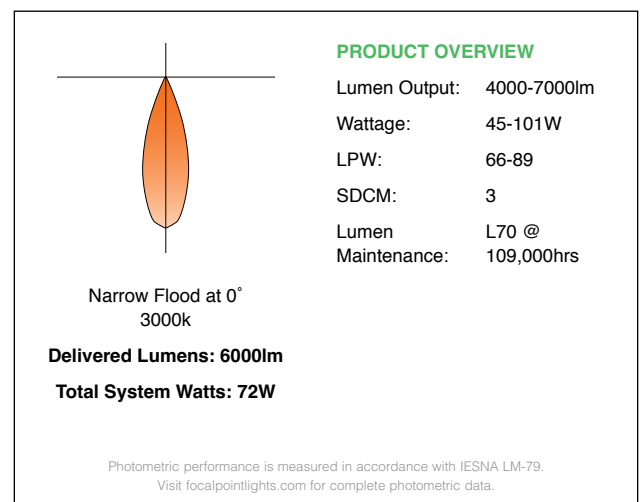 PRODUCT OVERVIEW
Lumen Output: 4000-7000lm
Wattage: 45-101W
LPW: 66-89
SDCM: 3
Lumen L70 @
Maintenance: 109,000hrs
Narrow Flood at 0°
3000k
Delivered Lumens: 6000lm
Total System Watts: 72W
Photometric performance is measured in accordance with IESNA LM-79.
Visit focalpointlights.com for complete photometric data.